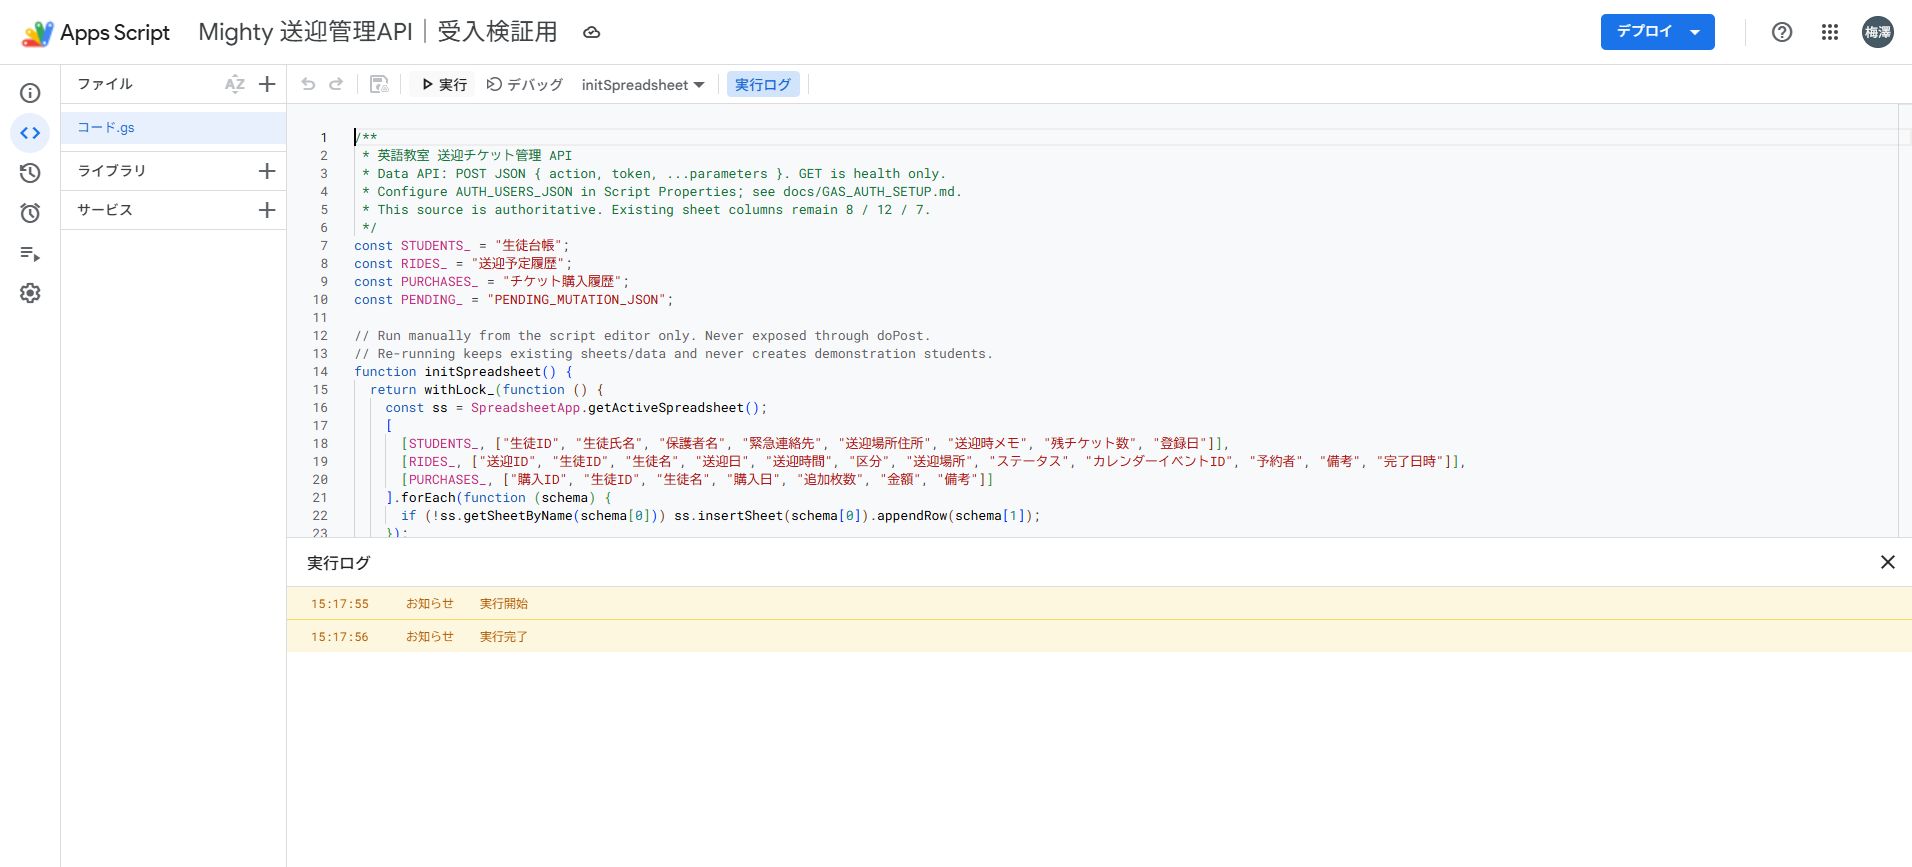 Apps Script
Mighty 送迎管理API｜受入検証用
デプロイ
梅澤
ファイル
AZ
実行
デバッグ
initSpreadsheet
実行ログ
コード.gs
ライブラリ
サービス
1 /**
2  * 英語教室 送迎チケット管理 API
3  * Data API: POST JSON { action, token, ...parameters }. GET is health only.
4  * Configure AUTH_USERS_JSON in Script Properties; see docs/GAS_AUTH_SETUP.md.
5  * This source is authoritative. Existing sheet columns remain 8 / 12 / 7.
6  */
7 const STUDENTS_ = "生徒台帳";
8 const RIDES_ = "送迎予定履歴";
9 const PURCHASES_ = "チケット購入履歴";
10 const PENDING_ = "PENDING_MUTATION_JSON";
11
12 // Run manually from the script editor only. Never exposed through doPost.
13 // Re-running keeps existing sheets/data and never creates demonstration students.
14 function initSpreadsheet() {
15   return withLock_(function () {
16     const ss = SpreadsheetApp.getActiveSpreadsheet();
17     [
18       [STUDENTS_, ["生徒ID", "生徒氏名", "保護者名", "緊急連絡先", "送迎場所住所", "送迎時メモ", "残チケット数", "登録日"]],
19       [RIDES_, ["送迎ID", "生徒ID", "生徒名", "送迎日", "送迎時間", "区分", "送迎場所", "ステータス", "カレンダーイベントID", "予約者", "備考", "完了日時"]],
20       [PURCHASES_, ["購入ID", "生徒ID", "生徒名", "購入日", "追加枚数", "金額", "備考"]]
21     ].forEach(function (schema) {
22       if (!ss.getSheetByName(schema[0])) ss.insertSheet(schema[0]).appendRow(schema[1]);
23     });
実行ログ
15:17:55 お知らせ 実行開始
15:17:56 お知らせ 実行完了